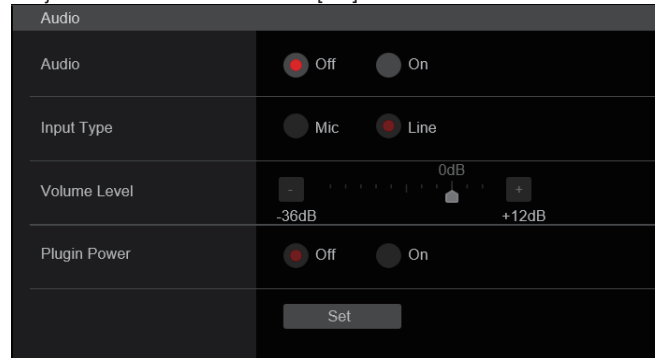 Audio
Audio Off On
Input Type Mic Line
0dB
Volume Level - +
-36dB +12dB
Plugin Power Off On
Set